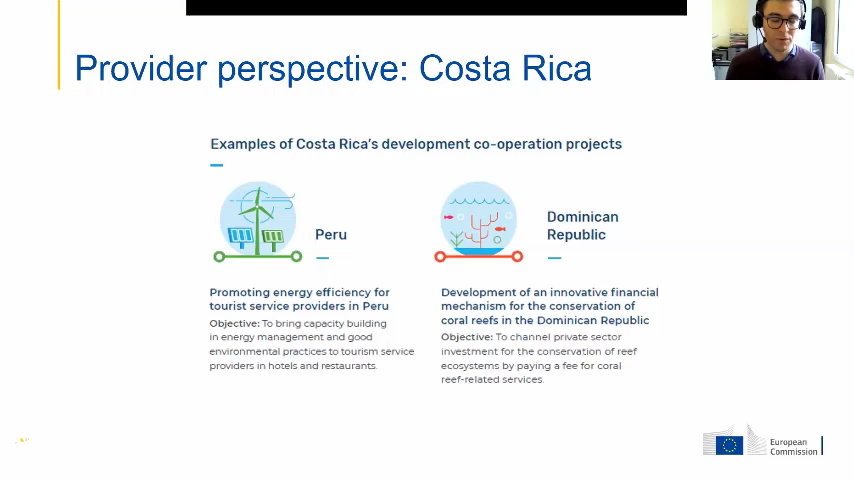 Provider perspective: Costa Rica
Examples of Costa Rica's development co-operation projects
Peru
Promoting energy efficiency for
tourist service providers in Peru
Objective: To bring capacity building
in energy management and good
environmental practices to tourism service
providers in hotels and restaurants.
Dominican
Republic
Development of an innovative financial
mechanism for the conservation of
coral reefs in the Dominican Republic
Objective: To channel private sector
investment for the conservation of reef
ecosystems by paying a fee for coral
reef-related services.
European
Commission